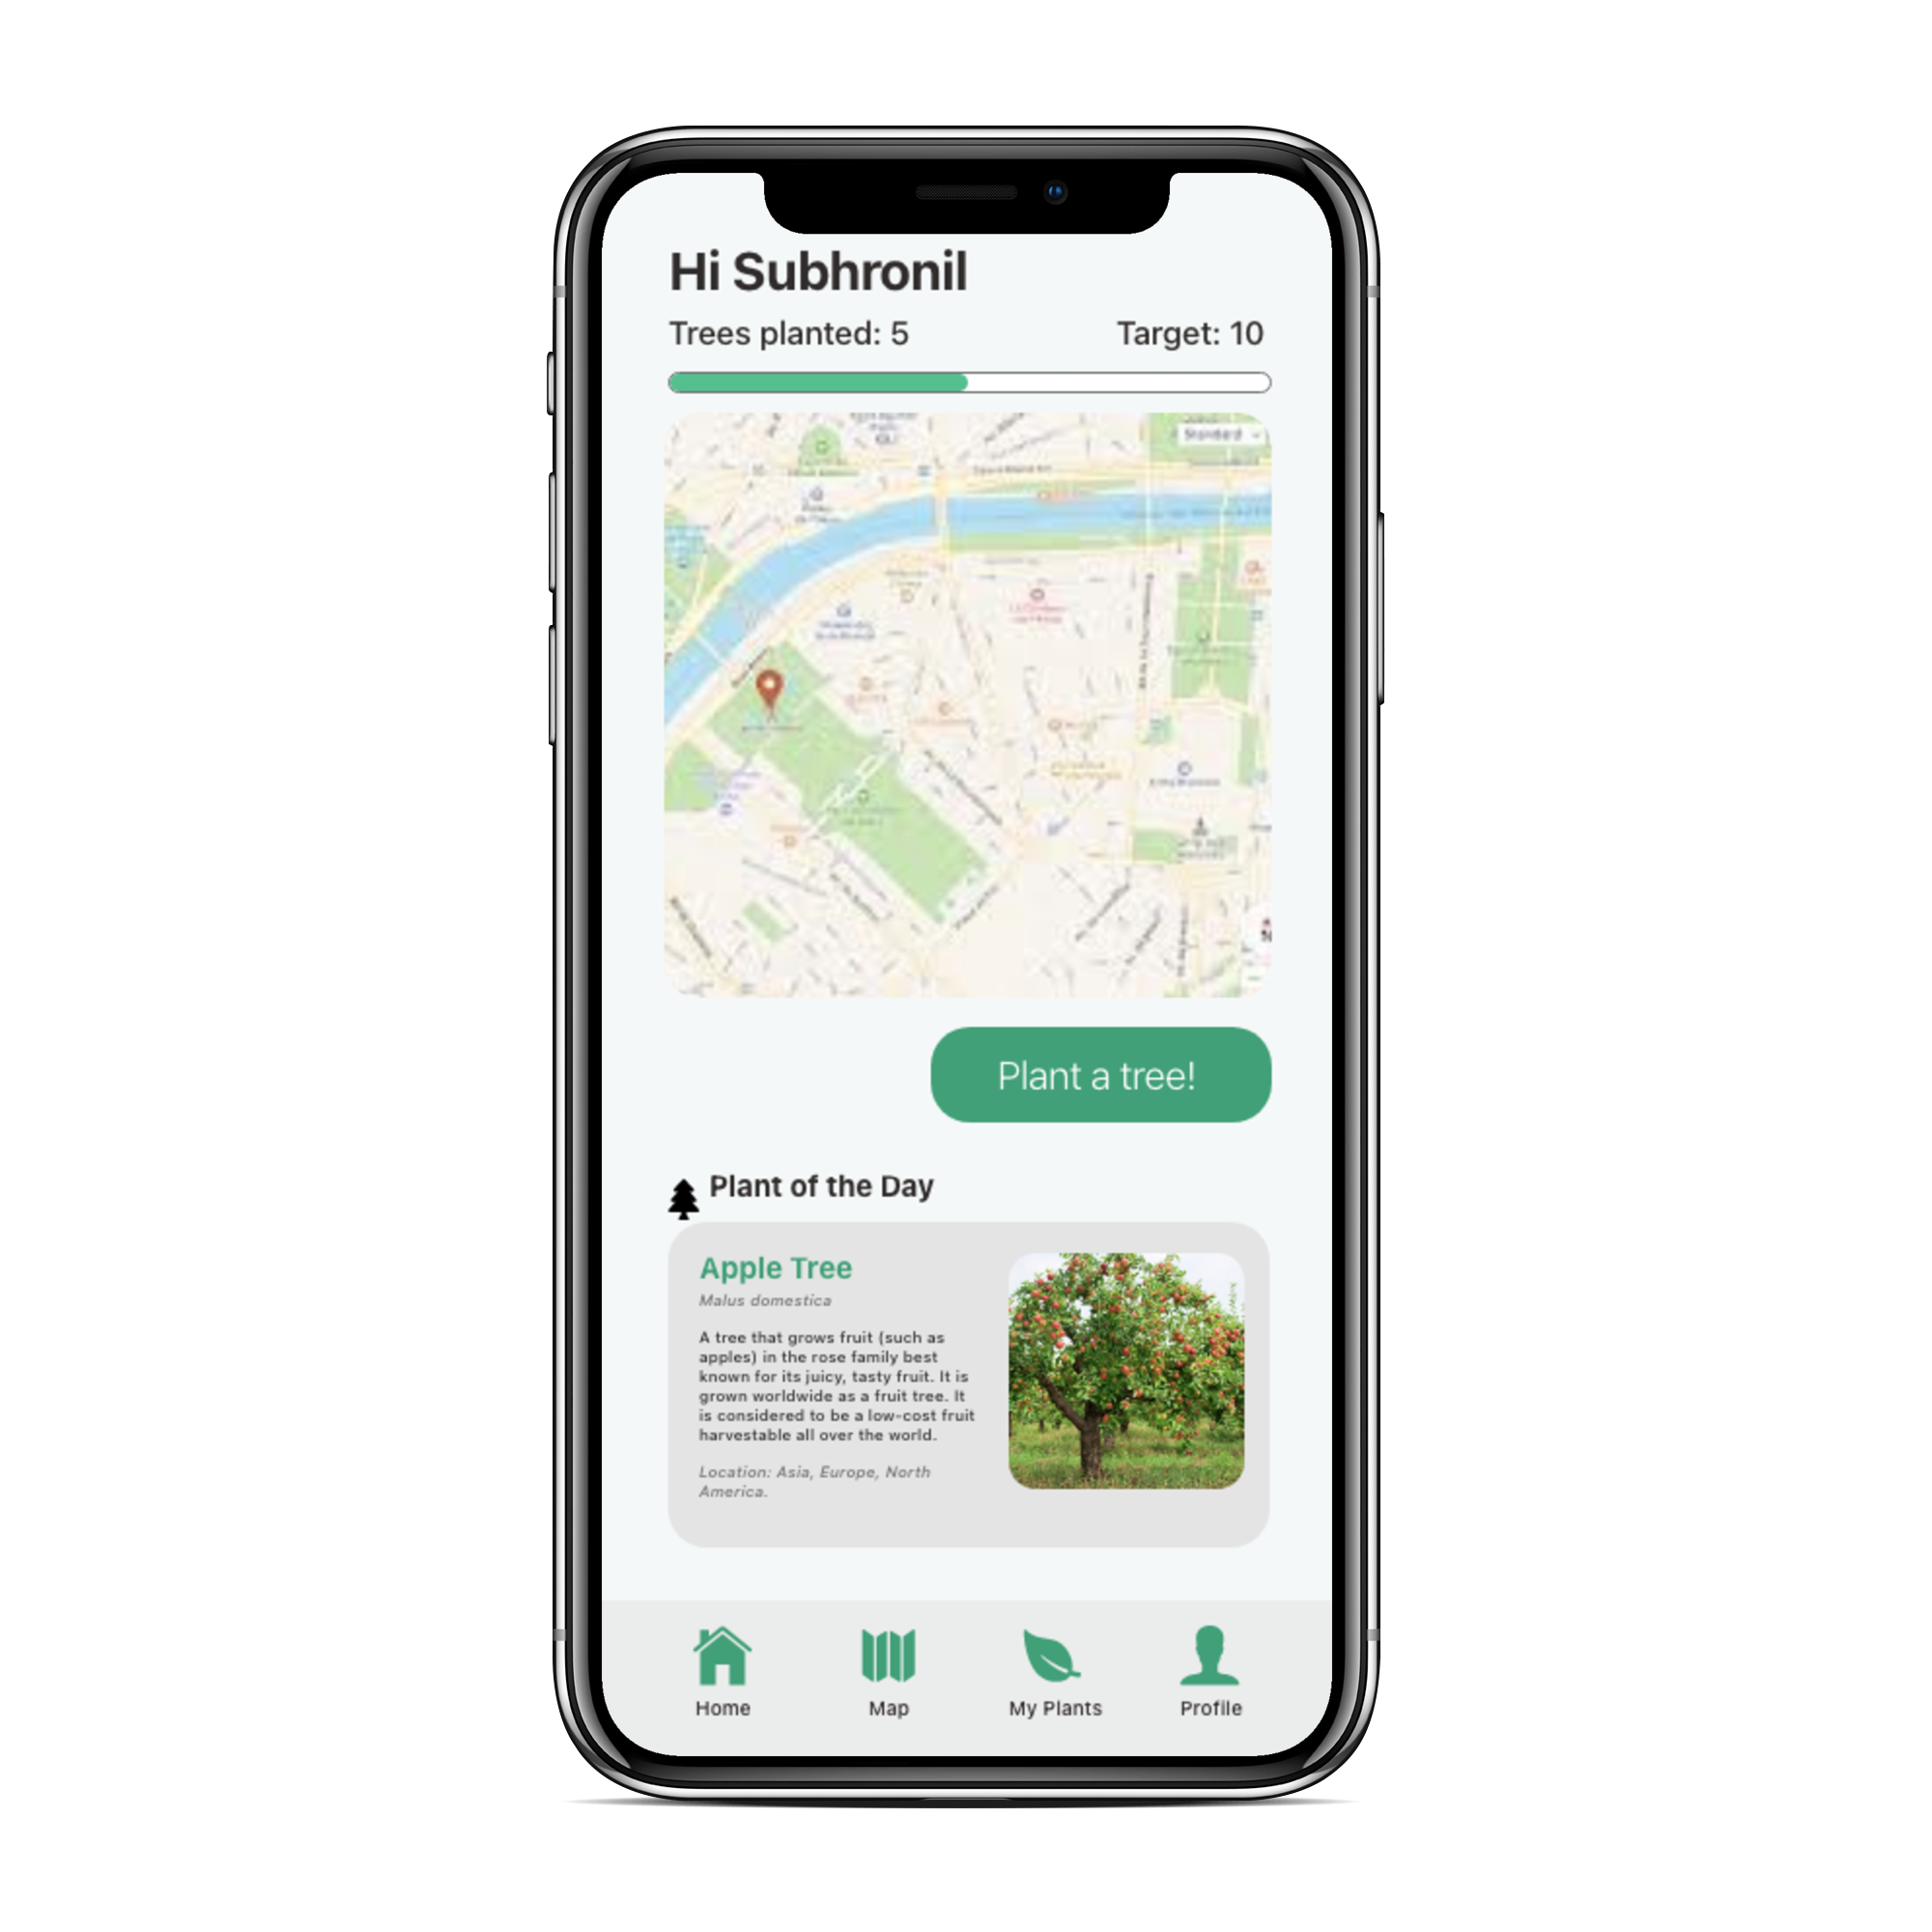 Hi Subhronil
Trees planted: 5 Target: 10
Standard
Plant a tree!
Plant of the Day
Apple Tree
Malus domestica
A tree that grows fruit (such as
apples) in the rose family best
known for its juicy, tasty fruit. It is
grown worldwide as a fruit tree. It
is considered to be a low-cost fruit
harvestable all over the world.
Location: Asia, Europe, North
America.
Home Map My Plants Profile